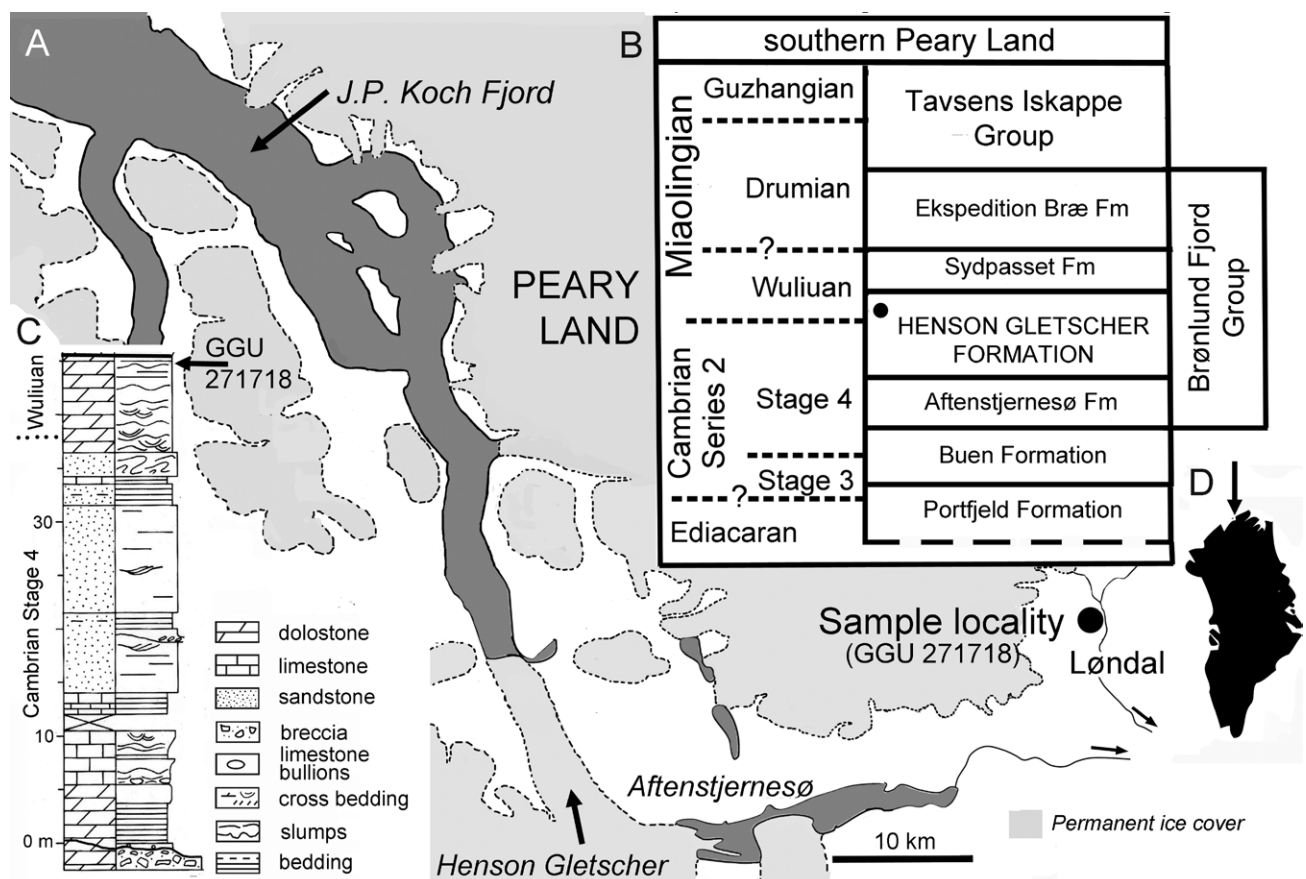 A
J.P. Koch Fjord
PEARY
LAND
B
southern Peary Land
Miaolingian
Guzhangian
Drumian
?
Wuliuan
Cambrian
Series 2
Stage 4
Stage 3
?
Ediacaran
Tavsens Iskappe
Group
Ekspedition Bræ Fm
Sydpasset Fm
HENSON GLETSCHER
FORMATION
Aftenstjernesø Fm
Buen Formation
Portfjeld Formation
Brønlund Fjord
Group
C
GGU
271718
Wuliuan
Cambrian Stage 4
30
10
0 m
dolostone
limestone
sandstone
breccia
limestone
bullions
cross bedding
slumps
bedding
D
Sample locality
(GGU 271718)
Løndal
Aftenstjernesø
Henson Gletscher
10 km
Permanent ice cover